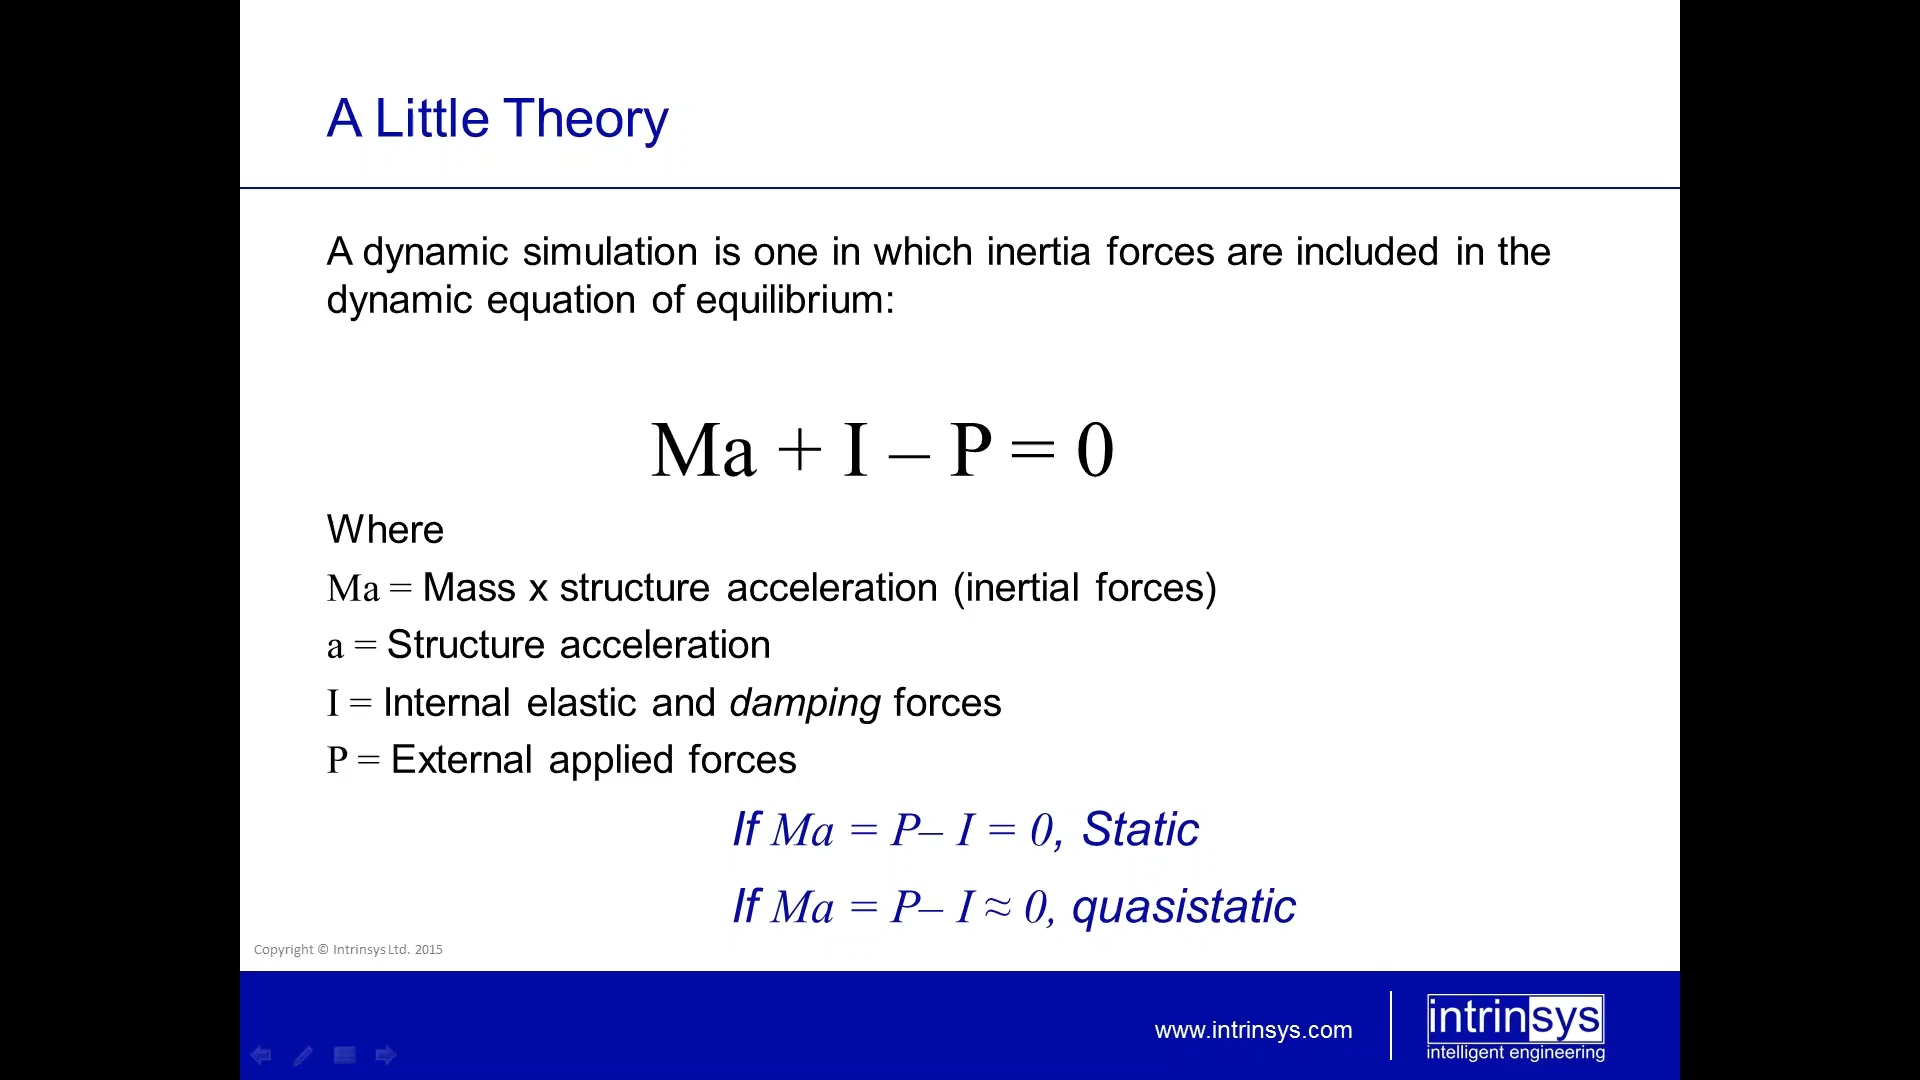 A Little Theory
A dynamic simulation is one in which inertia forces are included in the
dynamic equation of equilibrium:
Ma + I – P = 0
Where
Ma = Mass x structure acceleration (inertial forces)
a = Structure acceleration
I = Internal elastic and damping forces
P = External applied forces
If Ma = P– I = 0, Static
If Ma = P– I ≈ 0, quasistatic
Copyright © Intrinsys Ltd. 2015
www.intrinsys.com
intrinsys
intelligent engineering